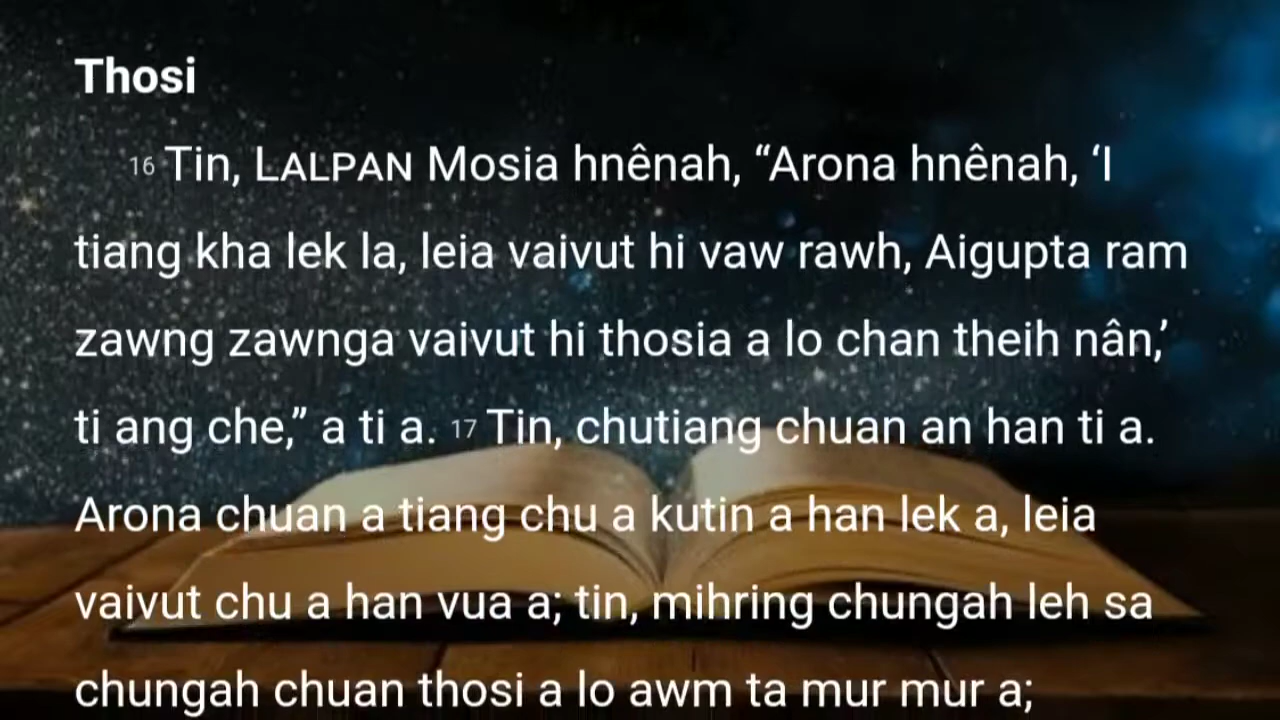 Thosi
16 Tin, LALPAN Mosia hnênah, “Arona hnênah, ‘I
tiang kha lek la, leia vaivut hi vaw rawh, Aigupta ram
zawng zawnga vaivut hi thosia a lo chan theih nân,’
ti ang che,” a ti a. 17 Tin, chutiang chuan an han ti a.
Arona chuan a tiang chu a kutin a han lek a, leia
vaivut chu a han vua a; tin, mihring chungah leh sa
chungah chuan thosi a lo awm ta mur mur a;